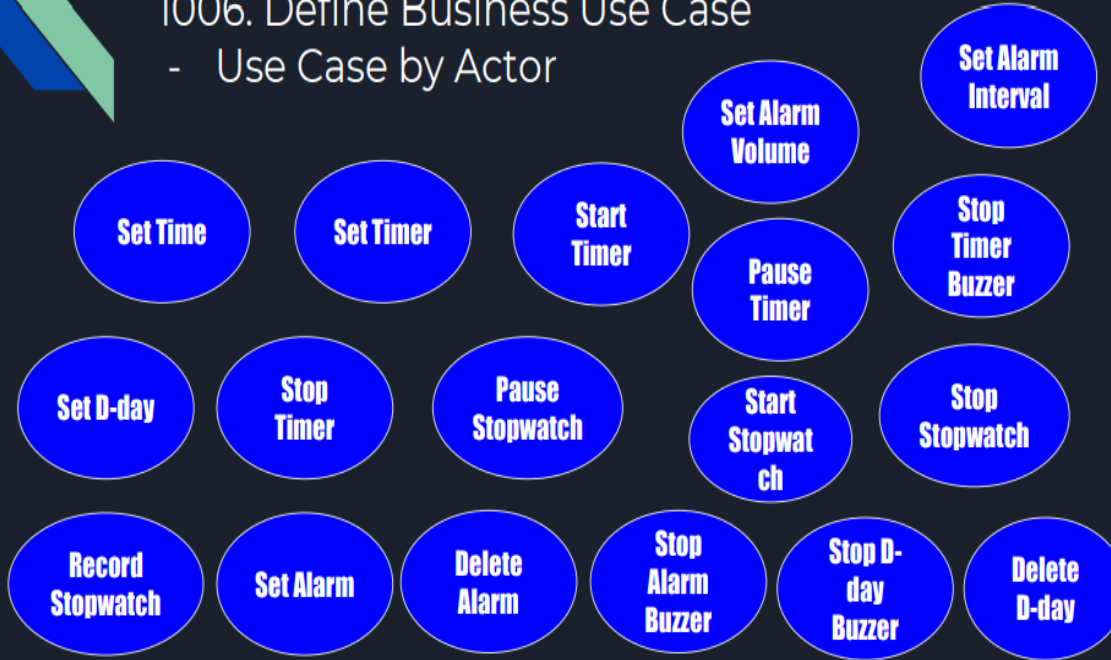 1006. Define Business Use Case
- Use Case by Actor
Set Alarm
Interval
Set Alarm
Volume
Set Time
Set Timer
Start
Timer
Stop
Timer
Buzzer
Pause
Timer
Set D-day
Stop
Timer
Pause
Stopwatch
Start
Stopwat
ch
Stop
Stopwatch
Record
Stopwatch
Set Alarm
Delete
Alarm
Stop
Alarm
Buzzer
Stop D-
day
Buzzer
Delete
D-day